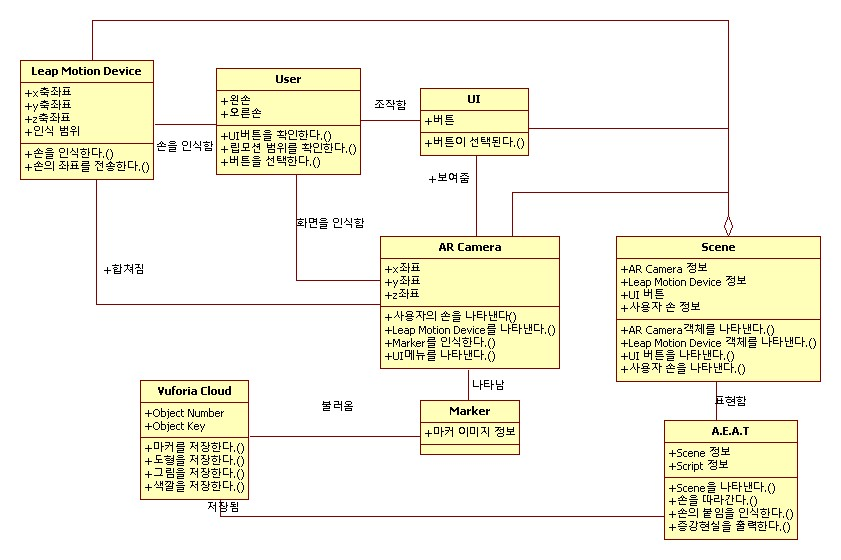 Leap Motion Device
+x축좌표
+y축좌표
+z축좌표
+인식 범위
+손을 인식한다.()
+손의 좌표를 전송한다.()
손을 인식함
User
+왼손
+오른손
+UI버튼을 확인한다.()
+립모션 범위를 확인한다.()
+버튼을 선택한다.()
조작함
UI
+버튼
+버튼이 선택된다.()
+보여줌
화면을 인식함
+합쳐짐
AR Camera
+x좌표
+y좌표
+z좌표
+사용자의 손을 나타낸다()
+Leap Motion Device를 나타낸다.()
+Marker를 인식한다.()
+UI메뉴를 나타낸다.()
Scene
+AR Camera 정보
+Leap Motion Device 정보
+UI 버튼
+사용자 손 정보
+AR Camera객체를 나타낸다.()
+Leap Motion Device 객체를 나타낸다.()
+UI 버튼을 나타낸다.()
+사용자 손을 나타낸다.()
나타남
표현함
Vuforia Cloud
+Object Number
+Object Key
+마커를 저장한다.()
+도형을 저장한다.()
+그림을 저장한다.()
+색깔을 저장한다.()
불러옴
Marker
+마커 이미지 정보
A.E.A.T
+Scene 정보
+Script 정보
+Scene을 나타낸다.()
+손을 따라간다.()
+손의 붙임을 인식한다.()
+증강현실을 출력한다.()
저장됨